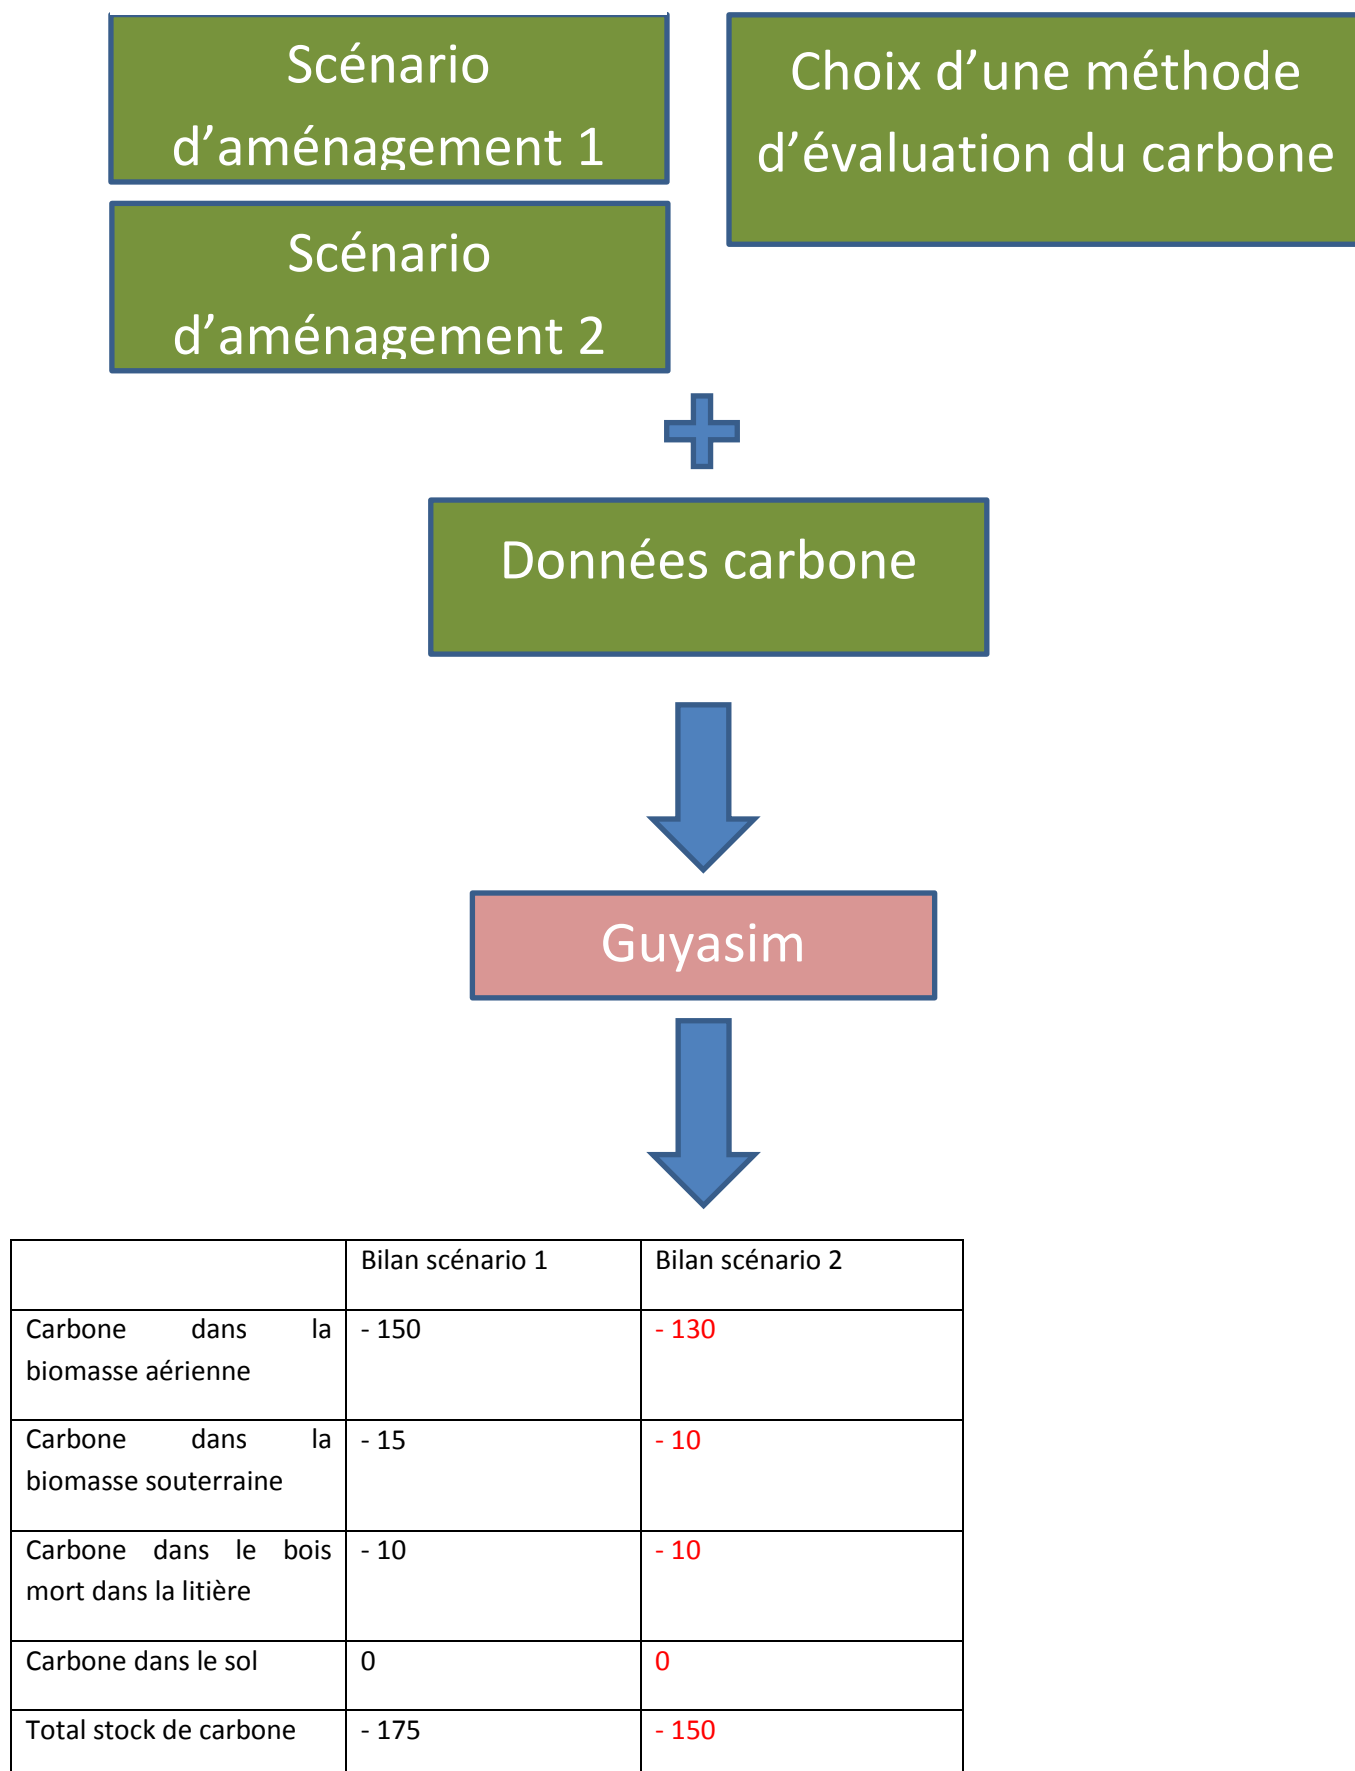 Scénario
d’aménagement 1
Choix d’une méthode
d’évaluation du carbone
Scénario
d’aménagement 2
Données carbone
Guyasim
Bilan scénario 1
Bilan scénario 2
Carbone dans la
biomasse aérienne
- 150
- 130
Carbone dans la
biomasse souterraine
- 15
- 10
Carbone dans le bois
mort dans la litière
- 10
- 10
Carbone dans le sol
0
0
Total stock de carbone
- 175
- 150